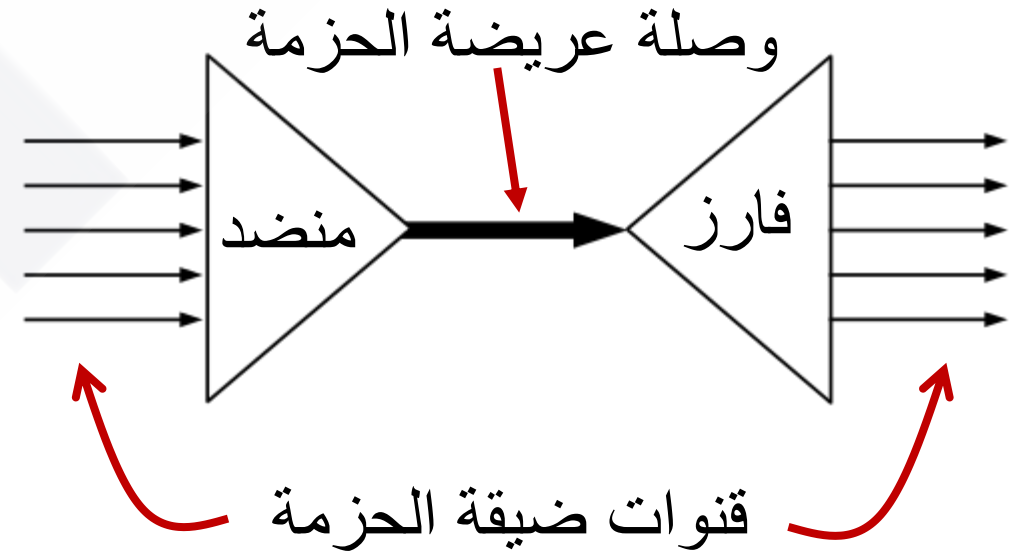 وصلة عريضة الحزمة
منضد
فارز
قنوات ضيقة الحزمة